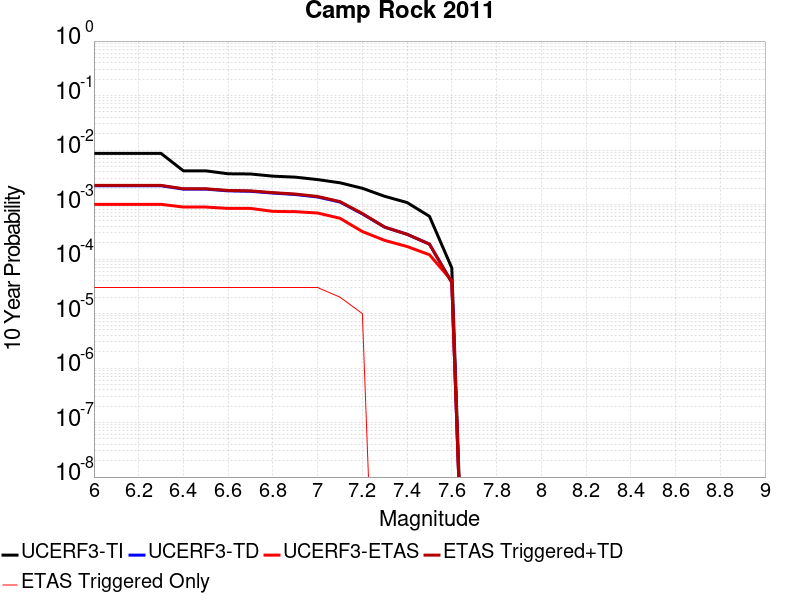 Camp Rock 2011
10 0
10 -1
10 -2
10 -3
10 -4
10 -5
10 -6
10 -7
10 -8
10 Year Probability
6 6.2 6.4 6.6 6.8 7 7.2 7.4 7.6 7.8 8 8.2 8.4 8.6 8.8 9
Magnitude
UCERF3-TI UCERF3-TD UCERF3-ETAS ETAS Triggered+TD
ETAS Triggered Only